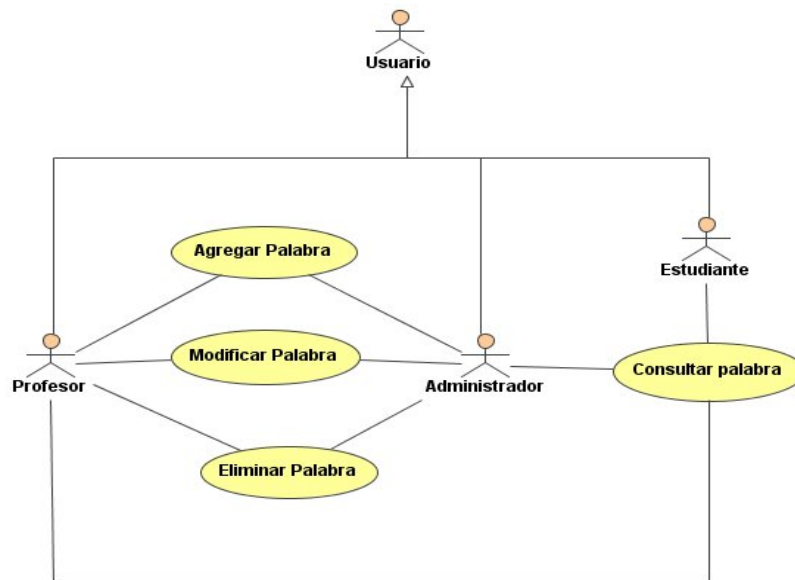 Usuario
Agregar Palabra
Estudiante
Modificar Palabra
Consultar palabra
Profesor
Administrador
Eliminar Palabra